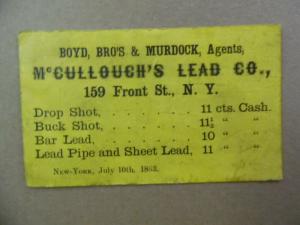 BOYD, BRO'S & MURDOCK, Agents,
McCULLOUGH'S LEAD CO.,
159 Front St., N. Y.
Drop Shot, . . . . . . 11 cts. Cash.
Buck Shot, . . . . . . 11½ " "
Bar Lead, . . . . . . 10 " "
Lead Pipe and Sheet Lead, 11 " "
NEW-YORK, July 10th, 1863.